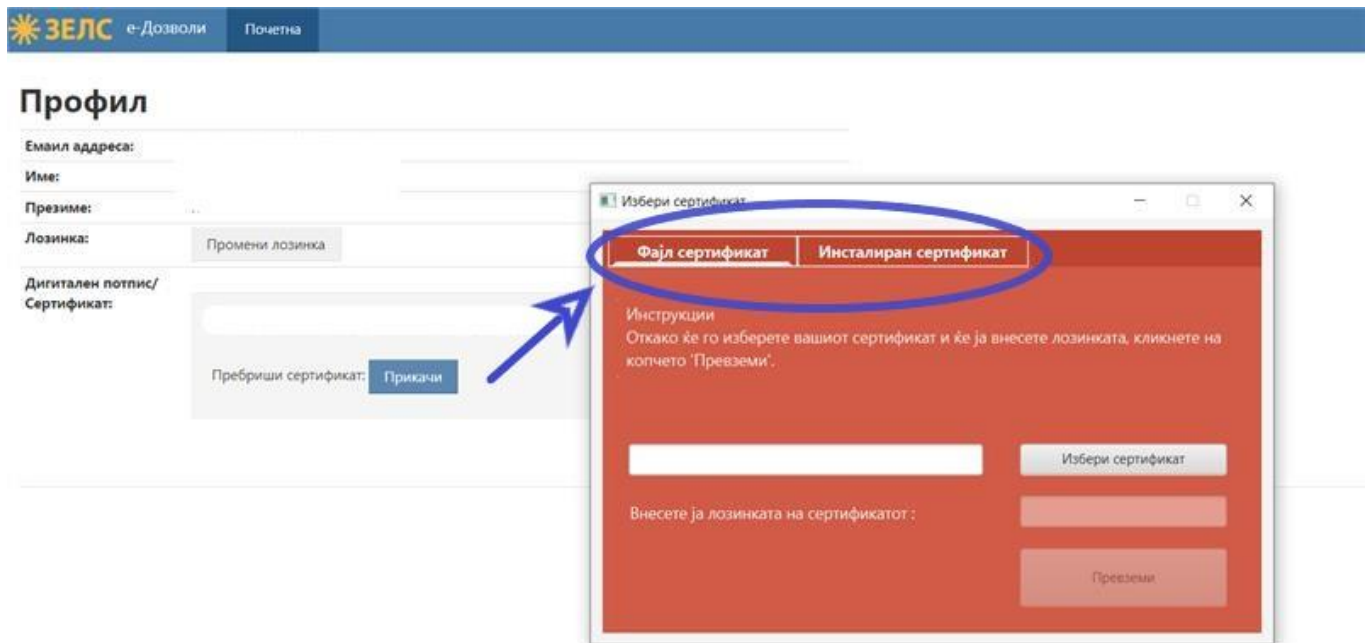 ЗЕЛС е-Дозволи Почетна
Профил
Емаил аддреса:
Име:
Презиме:
Лозинка: Промени лозинка
Дигитален потпис/
Сертификат:
Пребриши сертификат: Прикачи
Избери сертификат
Фајл сертификат Инсталиран сертификат
Инструкции
Откако ќе го изберете вашиот сертификат и ќе ја внесете лозинката, кликнете на
копчето 'Превземи'.
Избери сертификат
Внесете ја лозинката на сертификатот :
Превземи